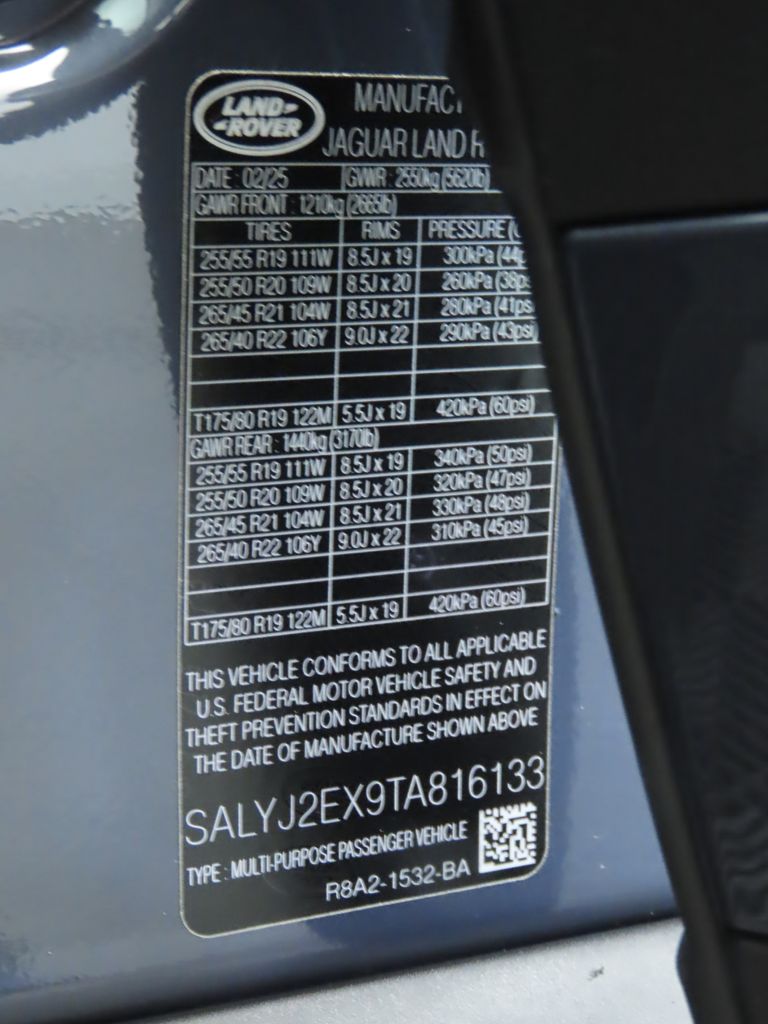 LAND-
-ROVER
MANUFACT
JAGUAR LAND R
DATE : 02/25 GVWR : 2550kg (5620lb)
GAWR FRONT : 1210kg (2665lb)
TIRES RIMS PRESSURE (
255/55 R19 111W 8.5J x 19 300kPa (44p
255/50 R20 109W 8.5J x 20 260kPa (38ps
265/45 R21 104W 8.5J x 21 280kPa (41ps
265/40 R22 106Y 9.0J x 22 290kPa (43psi
T175/80 R19 122M 5.5J x 19 420kPa (60psi)
GAWR REAR : 1440kg (3170lb)
255/55 R19 111W 8.5J x 19 340kPa (50psi)
255/50 R20 109W 8.5J x 20 320kPa (47psi)
265/45 R21 104W 8.5J x 21 330kPa (48psi)
265/40 R22 106Y 9.0J x 22 310kPa (45psi)
T175/80 R19 122M 5.5J x 19 420kPa (60psi)
THIS VEHICLE CONFORMS TO ALL APPLICABLE
U.S. FEDERAL MOTOR VEHICLE SAFETY AND
THEFT PREVENTION STANDARDS IN EFFECT ON
THE DATE OF MANUFACTURE SHOWN ABOVE
SALYJ2EX9TA816133
TYPE : MULTI-PURPOSE PASSENGER VEHICLE
R8A2-1532-BA